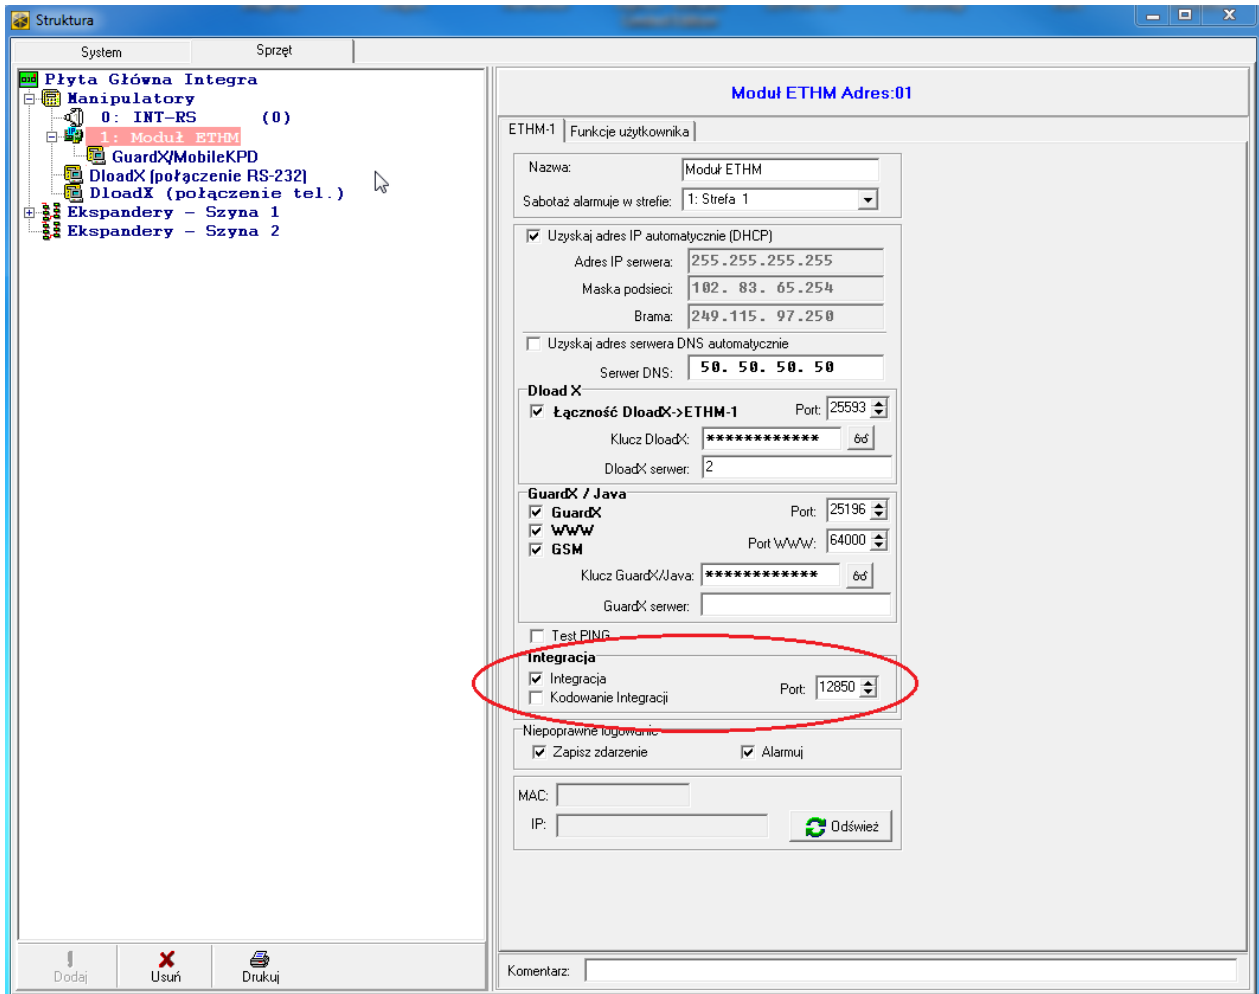 Struktura
System
Sprzęt
Płyta Główna Integra
Manipulatory
0: INT-RS (0)
1: Moduł ETHM
GuardX/MobileKPD
DloadX (połączenie RS-232)
DloadX (połączenie tel.)
Ekspandery - Szyna 1
Ekspandery - Szyna 2
Dodaj
Usuń
Drukuj
Moduł ETHM Adres:01
ETHM-1
Funkcje użytkownika
Nazwa: Moduł ETHM
Sabotaż alarmuje w strefie: 1: Strefa 1
Uzyskaj adres IP automatycznie (DHCP)
Adres IP serwera: 255.255.255.255
Maska podsieci: 102. 83. 65.254
Brama: 249.115. 97.250
Uzyskaj adres serwera DNS automatycznie
Serwer DNS: 50. 50. 50. 50
Dload X
Łączność DloadX->ETHM-1 Port: 25593
Klucz DloadX: ************
DloadX serwer: 2
GuardX / Java
GuardX Port: 25196
WWW
Port WWW: 64000
GSM
Klucz GuardX/Java: ************
GuardX serwer:
Test PING
Integracja
Integracja
Port: 12850
Kodowanie Integracji
Niepoprawne logowanie
Zapisz zdarzenie Alarmuj
MAC:
IP:
Odśwież
Komentarz: